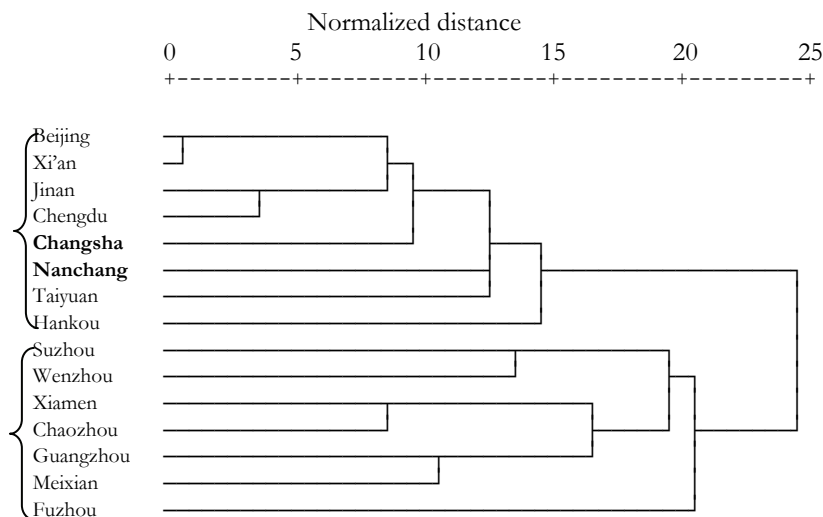 Normalized distance
0 5 10 15 20 25
+---------+---------+---------+---------+---------+
Beijing
Xi’an
Jinan
Chengdu
Changsha
Nanchang
Taiyuan
Hankou
Suzhou
Wenzhou
Xiamen
Chaozhou
Guangzhou
Meixian
Fuzhou